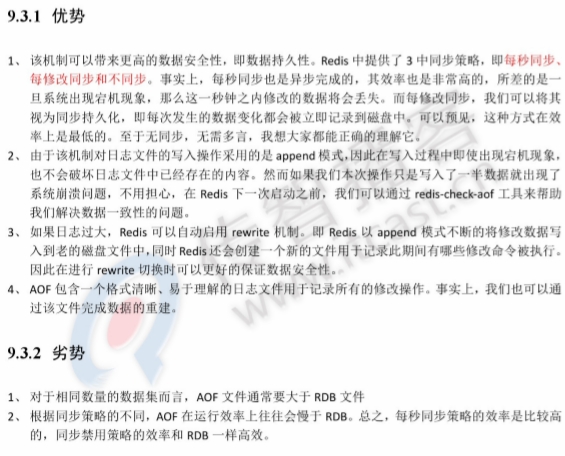 9.3.1 优势
1、 该机制可以带来更高的数据安全性，即数据持久性。Redis 中提供了 3 中同步策略，即每秒同步、
每修改同步和不同步。事实上，每秒同步也是异步完成的，其效率也是非常高的，所差的是一
旦系统出现宕机现象，那么这一秒钟之内修改的数据将会丢失。而每修改同步，我们可以将其
视为同步持久化，即每次发生的数据变化都会被立即记录到磁盘中。可以预见，这种方式在效
率上是最低的。至于无同步，无需多言，我想大家都能正确的理解它。
2、 由于该机制对日志文件的写入操作采用的是 append 模式,因此在写入过程中即使出现宕机现象，
也不会破坏日志文件中已经存在的内容。然而如果我们本次操作只是写入了一半数据就出现了
系统崩溃问题，不用担心，在 Redis 下一次启动之前，我们可以通过 redis-check-aof 工具来帮助
我们解决数据一致性的问题。
3、 如果日志过大，Redis 可以自动启用 rewrite 机制。即 Redis 以 append 模式不断的将修改数据写
入到老的磁盘文件中,同时 Redis 还会创建一个新的文件用于记录此期间有哪些修改命令被执行。
因此在进行 rewrite 切换时可以更好的保证数据安全性。
4、 AOF 包含一个格式清晰、易于理解的日志文件用于记录所有的修改操作。事实上，我们也可以通
过该文件完成数据的重建。
9.3.2 劣势
1、 对于相同数量的数据集而言，AOF 文件通常要大于 RDB 文件
2、 根据同步策略的不同，AOF 在运行效率上往往会慢于 RDB。总之，每秒同步策略的效率是比较高
的，同步禁用策略的效率和 RDB 一样高效。